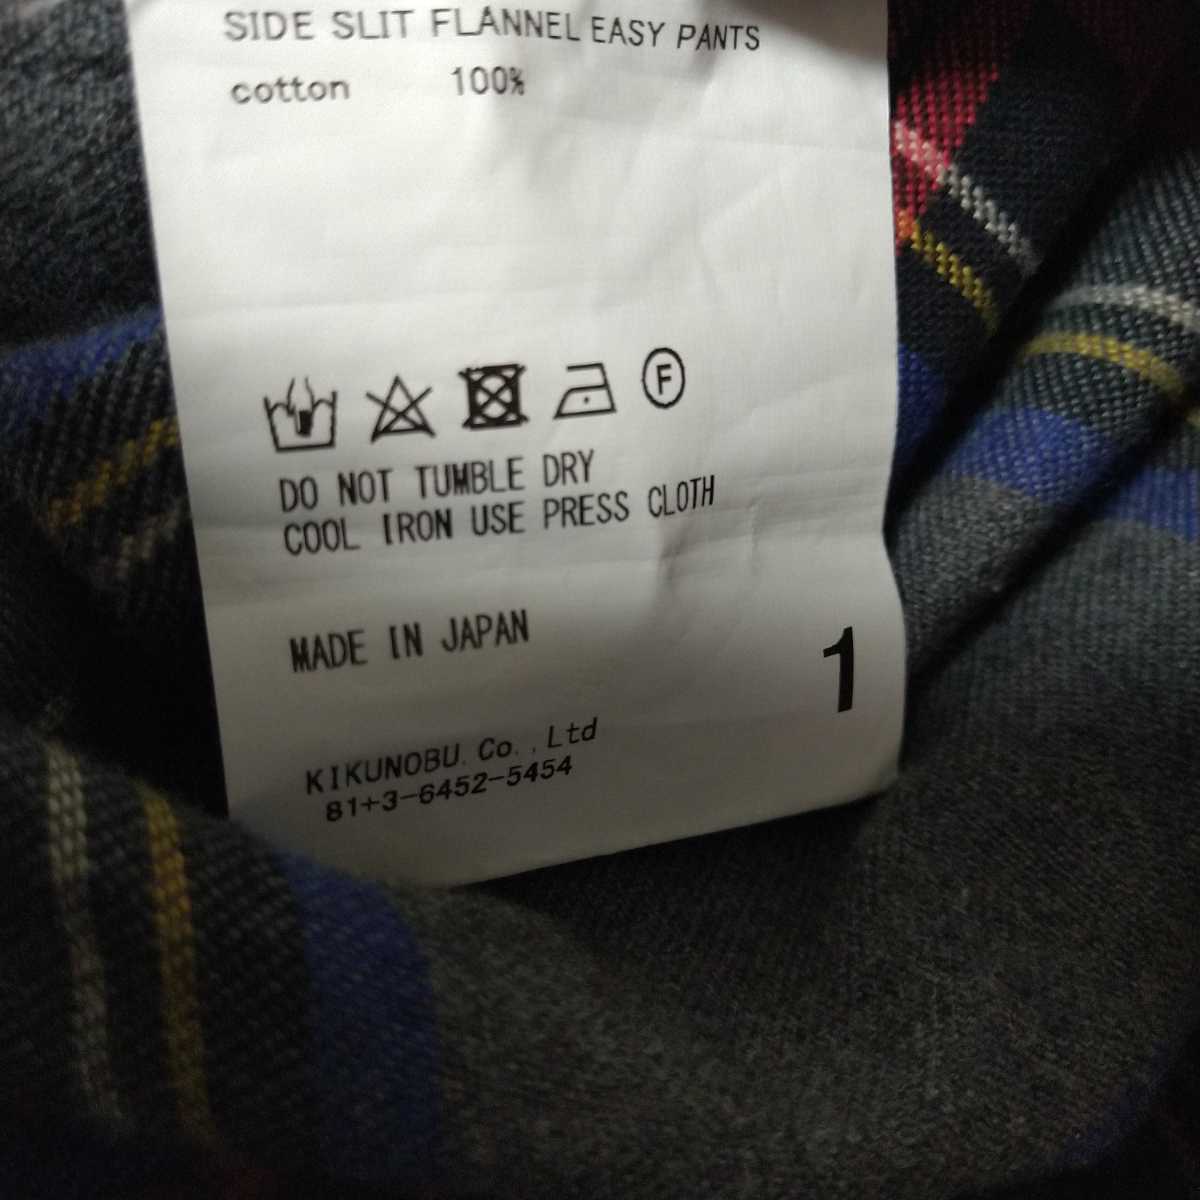 SIDE SLIT FLANNEL EASY PANTS
cotton 100%
F
DO NOT TUMBLE DRY
COOL IRON USE PRESS CLOTH
MADE IN JAPAN
1
KIKUNOBU.Co.,Ltd
81+3-6452-5454